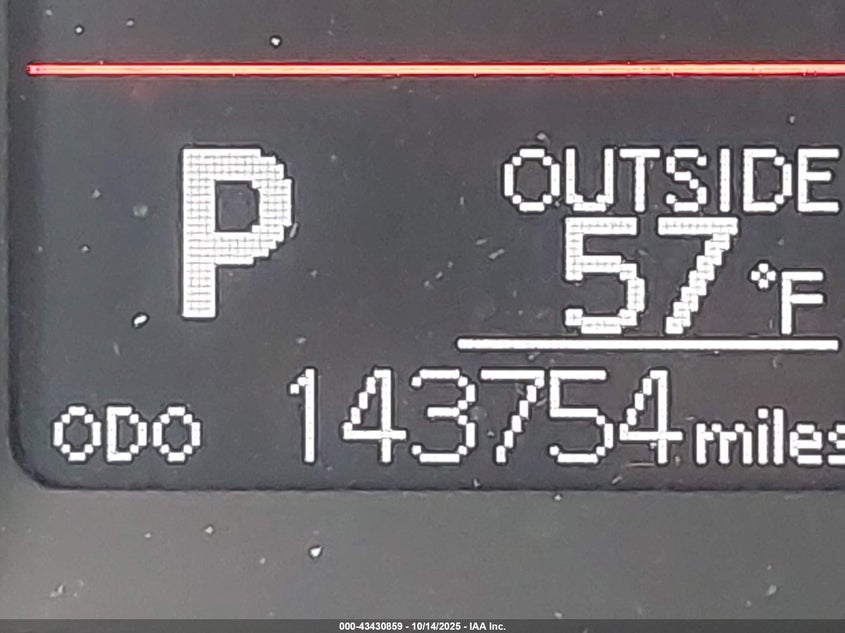 P
OUTSIDE
57°F
ODO 143754 miles
000-43430859 - 10/14/2025 - IAA Inc.